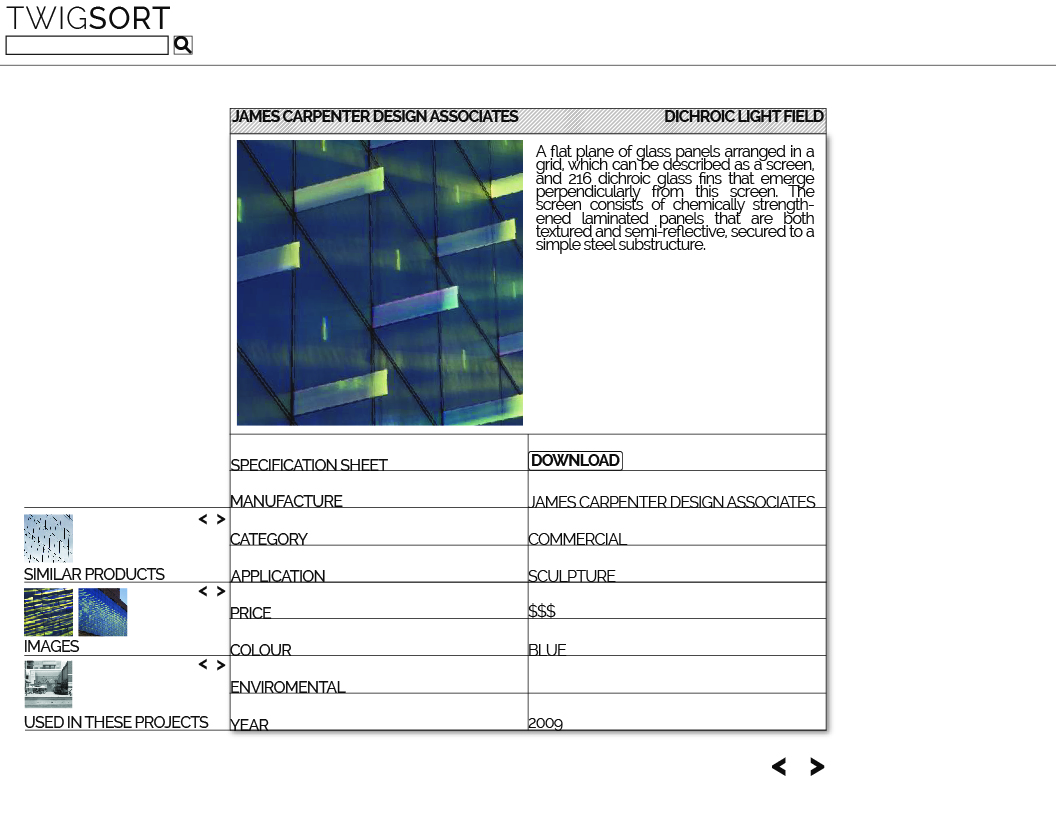 TWIGSORT
JAMES CARPENTER DESIGN ASSOCIATES DICHROIC LIGHT FIELD
A flat plane of glass panels arranged in a
grid, which can be described as a screen,
and 216 dichroic glass fins that emerge
perpendicularly from this screen. The
screen consists of chemically strength-
ened laminated panels that are both
textured and semi-reflective, secured to a
simple steel substructure.
SPECIFICATION SHEET DOWNLOAD
MANUFACTURE JAMES CARPENTER DESIGN ASSOCIATES
CATEGORY COMMERCIAL
APPLICATION SCULPTURE
PRICE $$$
COLOUR BLUE
ENVIROMENTAL
YEAR 2009
< >
SIMILAR PRODUCTS
< >
IMAGES
< >
USED IN THESE PROJECTS
< >